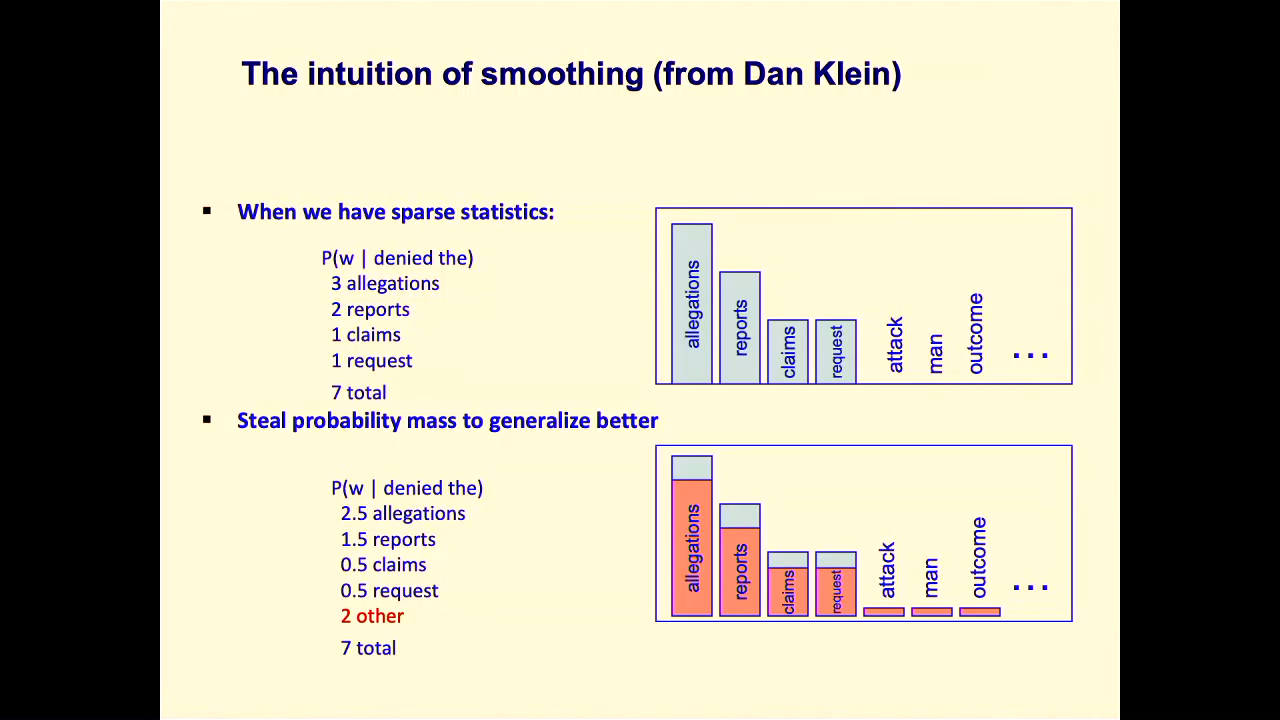 The intuition of smoothing (from Dan Klein)
▪ When we have sparse statistics:
P(w | denied the)
3 allegations
2 reports
1 claims
1 request
7 total
allegations
reports
claims
request
attack
man
outcome
...
▪ Steal probability mass to generalize better
P(w | denied the)
2.5 allegations
1.5 reports
0.5 claims
0.5 request
2 other
7 total
allegations
reports
claims
request
attack
man
outcome
...